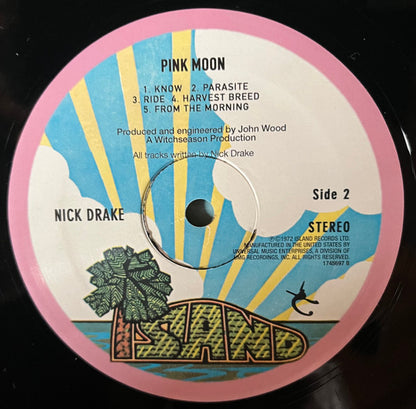 PINK MOON
1. KNOW 2. PARASITE
3. RIDE 4. HARVEST BREED
5. FROM THE MORNING
Produced and engineered by John Wood
A Witchseason Production
All tracks written by Nick Drake
Side 2
NICK DRAKE
STEREO
℗ © 1972 ISLAND RECORDS LTD.
MANUFACTURED IN THE UNITED STATES BY
UNIVERSAL MUSIC ENTERPRISES, A DIVISION OF
UMG RECORDINGS, INC. ALL RIGHTS RESERVED.
1745697 B
ISLAND